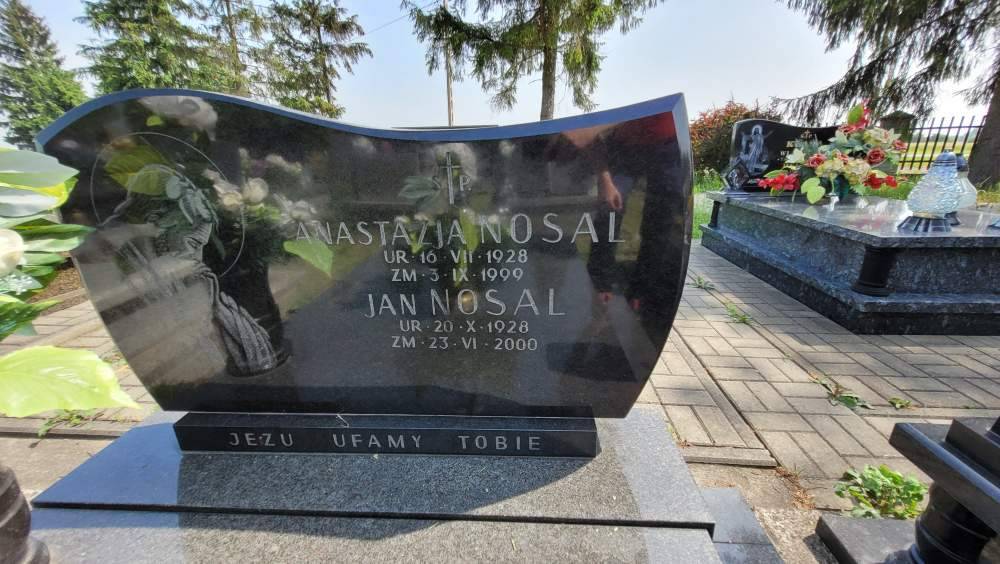 Ś P
ANASTAZJA NOSAL
UR · 16 · VII · 1928
ZM · 3 · IX · 1999
JAN NOSAL
UR · 20 · X · 1928
ZM · 23 · VI · 2000
JEZU UFAMY TOBIE